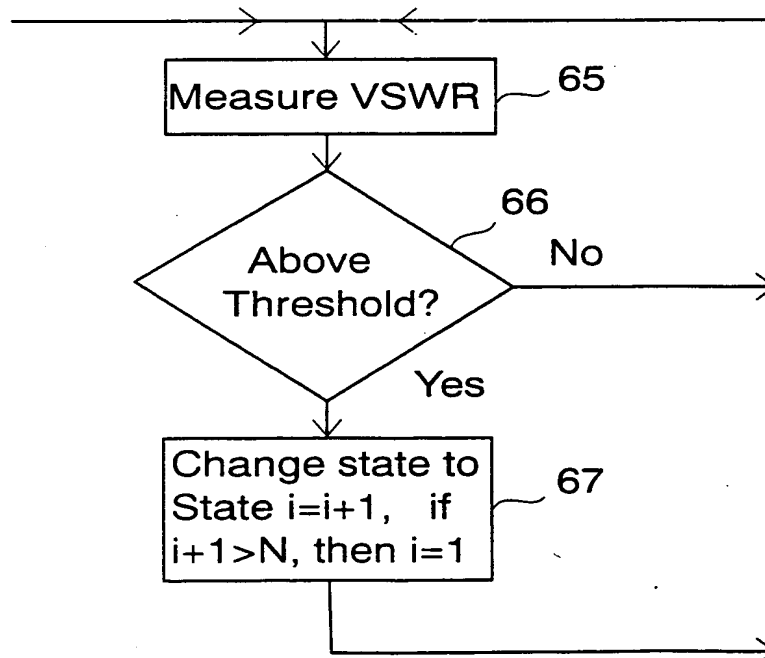 Measure VSWR
65
66
Above
Threshold?
No
Yes
Change state to
State i=i+1, if
i+1>N, then i=1
67